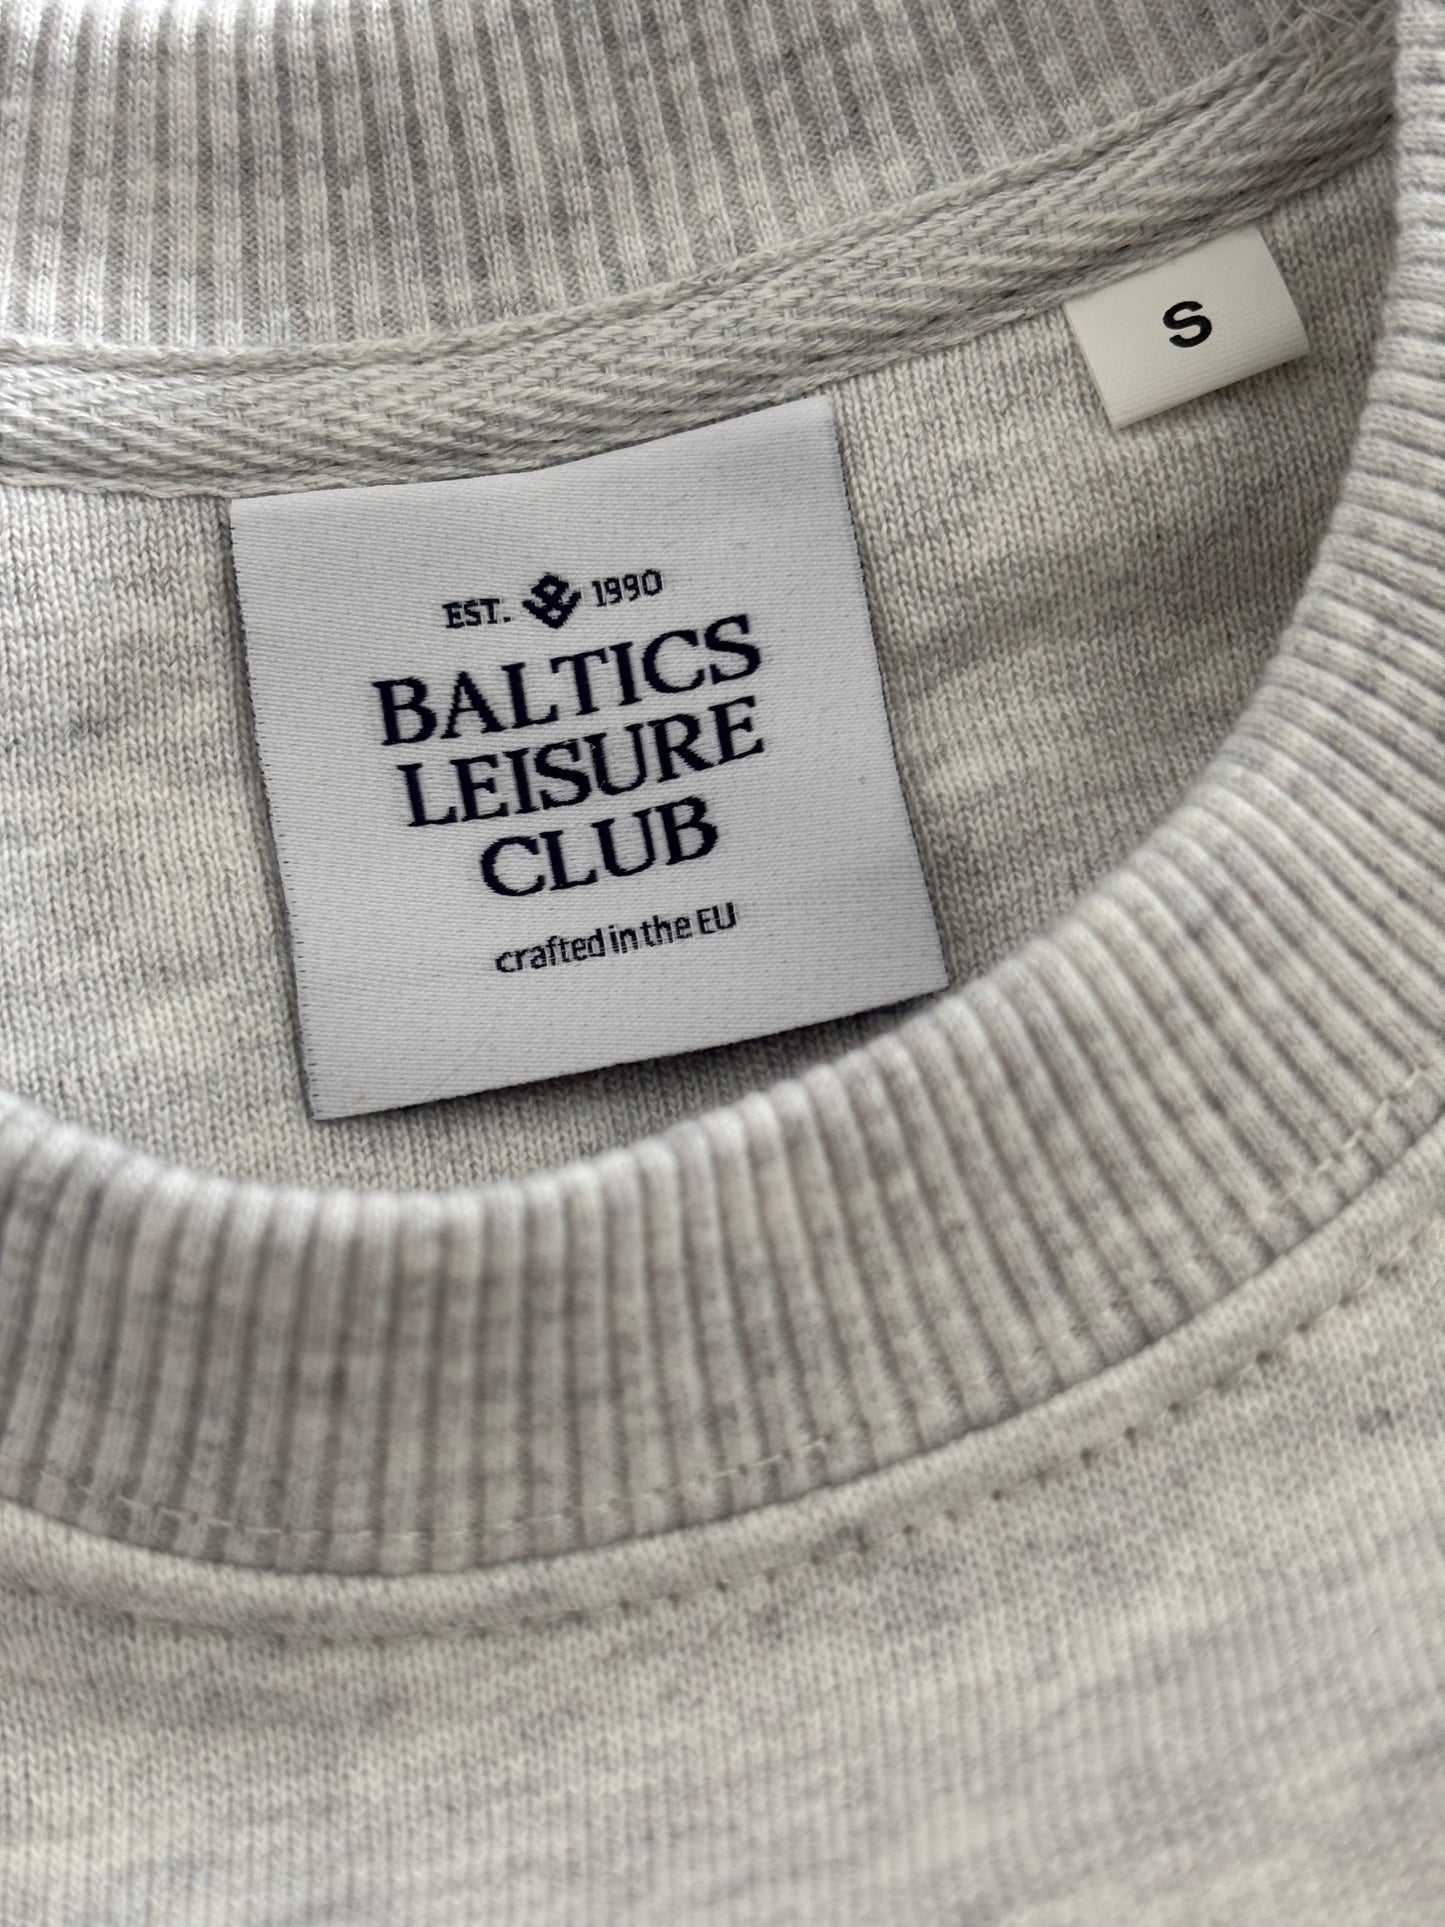 EST. 1990
BALTICS
LEISURE
CLUB
crafted in the EU
S